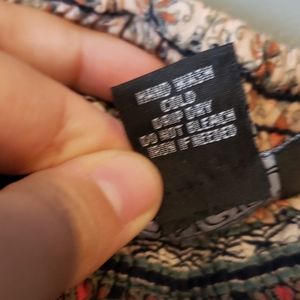 HAND WASH
COLD
DRIP DRY
DO NOT BLEACH
IRON IF NEEDED